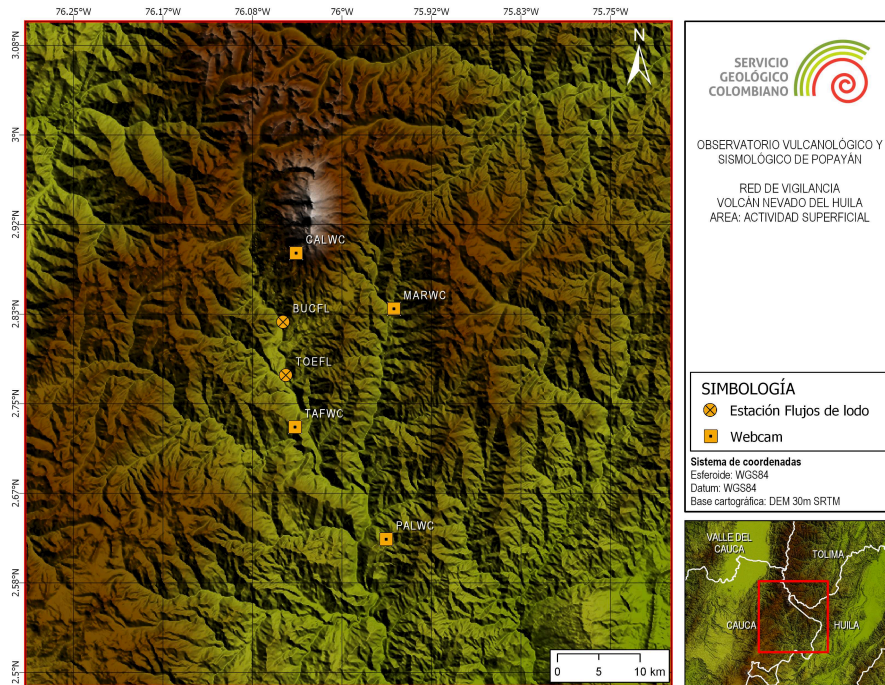 76.25°W 76.17°W 76.08°W 76°W 75.92°W 75.83°W 75.75°W
3.08°N
3°N
2.92°N
2.83°N
2.75°N
2.67°N
2.58°N
2.5°N
N
CALWC
MARWC
BUCFL
TOEFL
TAFWC
PALWC
0 5 10 km
SERVICIO
GEOLÓGICO
COLOMBIANO
OBSERVATORIO VULCANOLÓGICO Y
SISMOLÓGICO DE POPAYÁN
RED DE VIGILANCIA
VOLCÁN NEVADO DEL HUILA
AREA: ACTIVIDAD SUPERFICIAL
SIMBOLOGÍA
Estación Flujos de lodo
Webcam
Sistema de coordenadas
Esferoide: WGS84
Datum: WGS84
Base cartográfica: DEM 30m SRTM
VALLE DEL
CAUCA
TOLIMA
CAUCA
HUILA